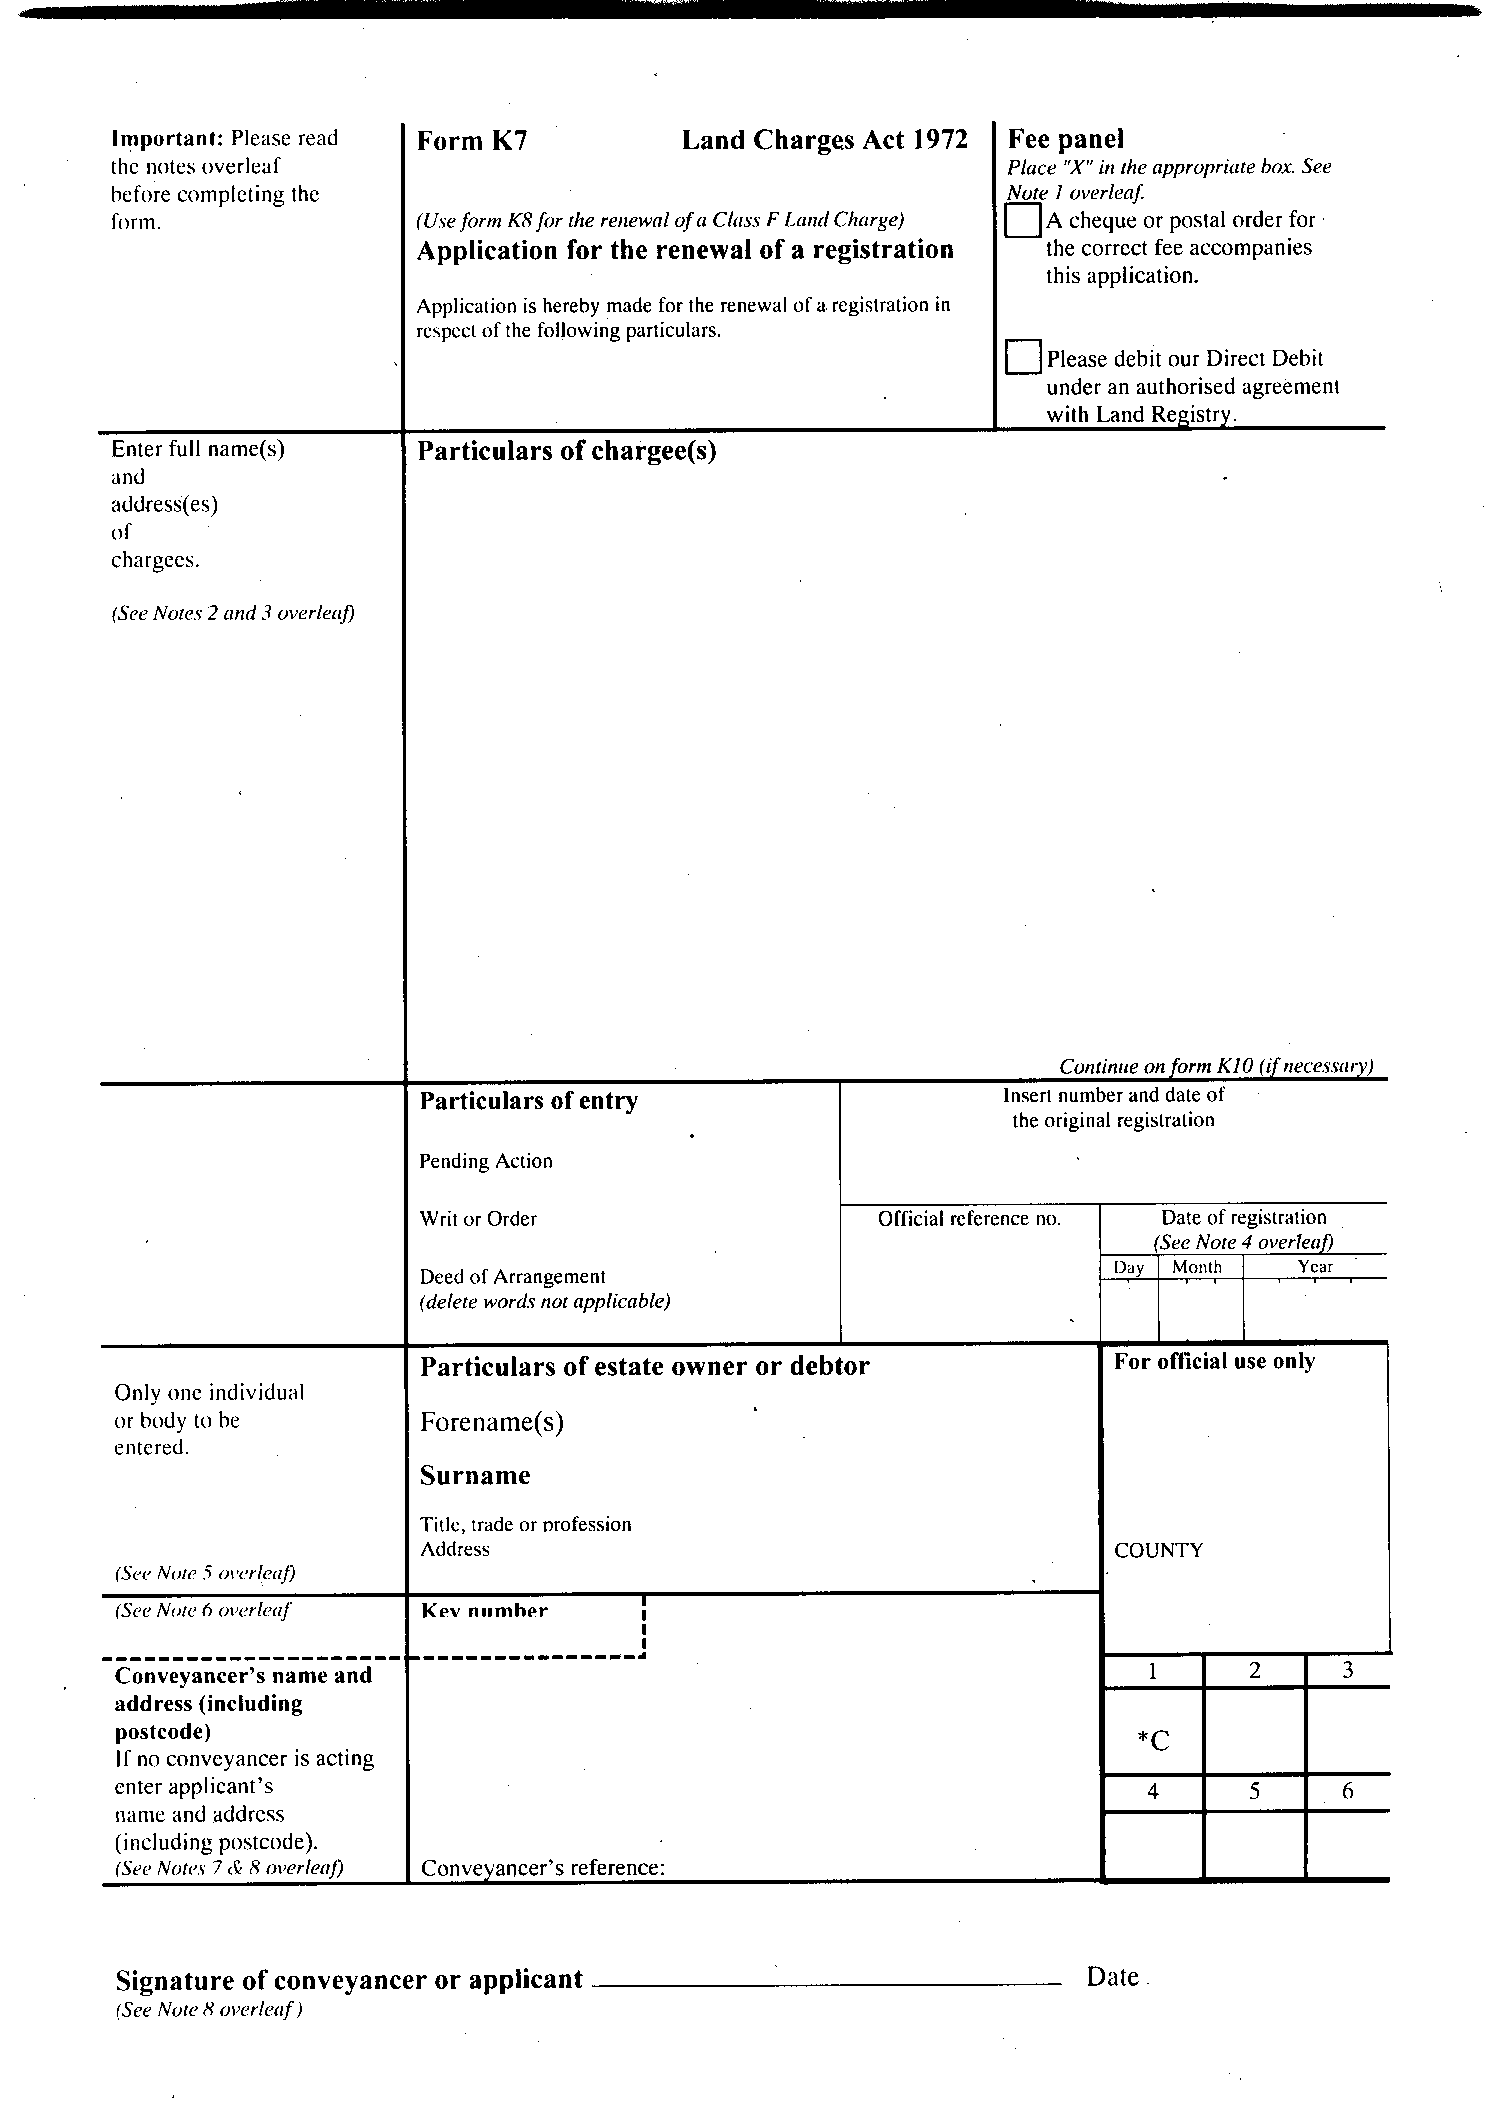 Important: Please read
the notes overleaf
before completing the
form.
Form K7 Land Charges Act 1972
(Use form K8 for the renewal of a Class F Land Charge)
Application for the renewal of a registration
Application is hereby made for the renewal of a registration in
respect of the following particulars.
Fee panel
Place "X" in the appropriate box. See
Note 1 overleaf.
A cheque or postal order for
the correct fee accompanies
this application.
Please debit our Direct Debit
under an authorised agreement
with Land Registry.
Enter full name(s)
and
address(es)
of
chargees.
(See Notes 2 and 3 overleaf)
Particulars of chargee(s)
Continue on form K10 (if necessary)
Particulars of entry
Pending Action
Writ or Order
Deed of Arrangement
(delete words not applicable)
Insert number and date of
the original registration
Official reference no.
Date of registration
(See Note 4 overleaf)
Day Month Year
Only one individual
or body to be
entered.
(See Note 5 overleaf)
Particulars of estate owner or debtor
Forename(s)
Surname
Title, trade or profession
Address
For official use only
COUNTY
(See Note 6 overleaf
Key number
Conveyancer's name and
address (including
postcode)
If no conveyancer is acting
enter applicant's
name and address
(including postcode).
(See Notes 7 & 8 overleaf)
Conveyancer's reference:
1 2 3
*C
4 5 6
Signature of conveyancer or applicant Date
(See Note 8 overleaf)